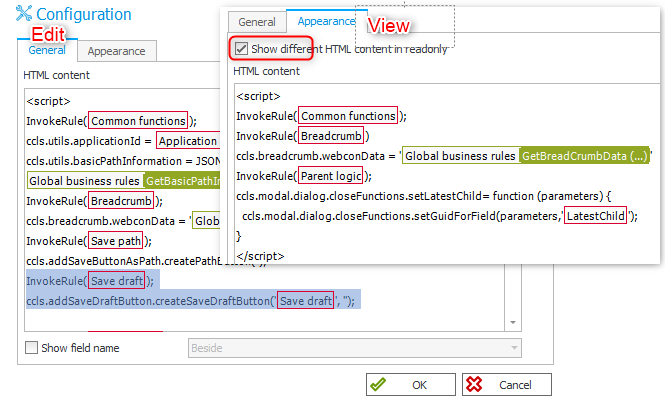 Configuration
Edit
General Appearance
HTML content
<script>
InvokeRule( Common functions );
ccls.utils.applicationId = Application
ccls.utils.basicPathInformation = JSON
Global business rules GetBasicPathIn
InvokeRule( Breadcrumb );
ccls.breadcrumb.webconData = ' Glo
InvokeRule( Save path );
ccls.addSaveButtonAsPath.createPathButton( );
InvokeRule( Save draft );
ccls.addSaveDraftButton.createSaveDraftButton(' Save draft ', '');
Show field name Beside
OK Cancel
General Appearance View
Show different HTML content in readonly
HTML content
<script>
InvokeRule( Common functions );
InvokeRule( Breadcrumb )
ccls.breadcrumb.webconData = ' Global business rules GetBreadCrumbData (...)
InvokeRule( Parent logic );
ccls.modal.dialog.closeFunctions.setLatestChild= function (parameters) {
ccls.modal.dialog.closeFunctions.setGuidForField(parameters,' LatestChild ');
}
</script>